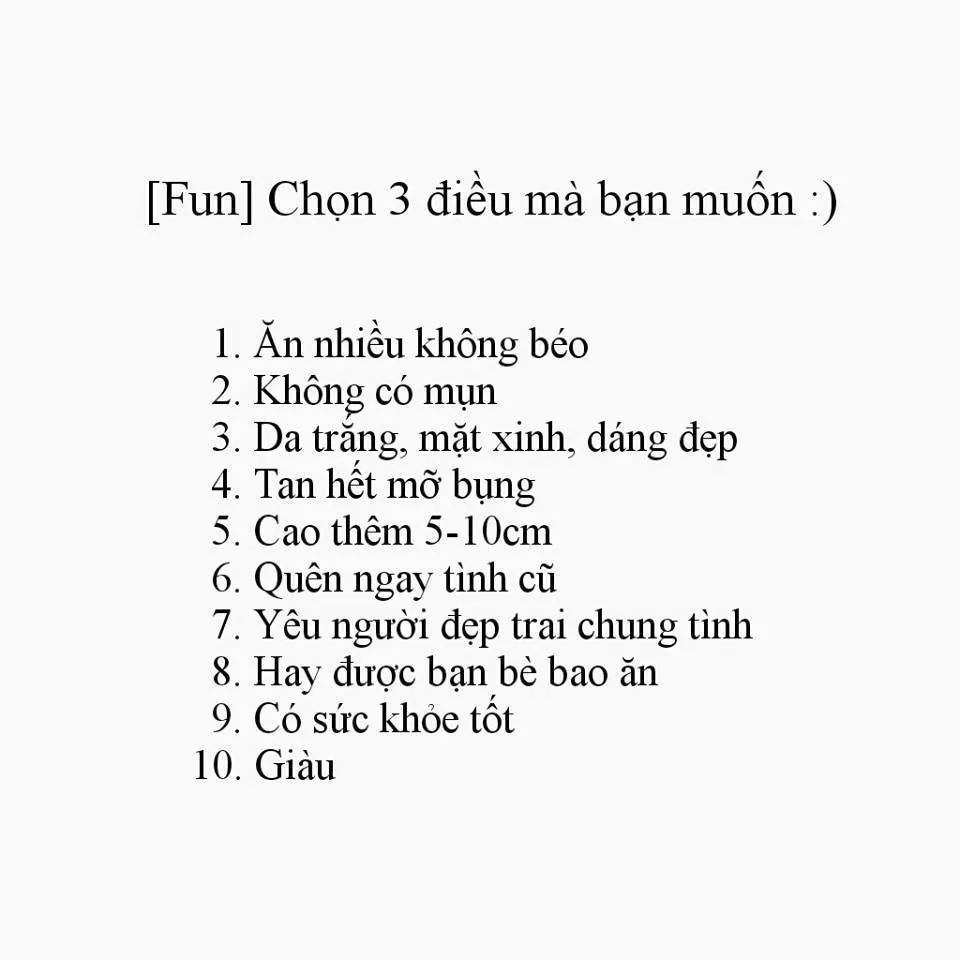 [Fun] Chọn 3 điều mà bạn muốn :)
1. Ăn nhiều không béo
2. Không có mụn
3. Da trắng, mặt xinh, dáng đẹp
4. Tan hết mỡ bụng
5. Cao thêm 5-10cm
6. Quên ngay tình cũ
7. Yêu người đẹp trai chung tình
8. Hay được bạn bè bao ăn
9. Có sức khỏe tốt
10. Giàu